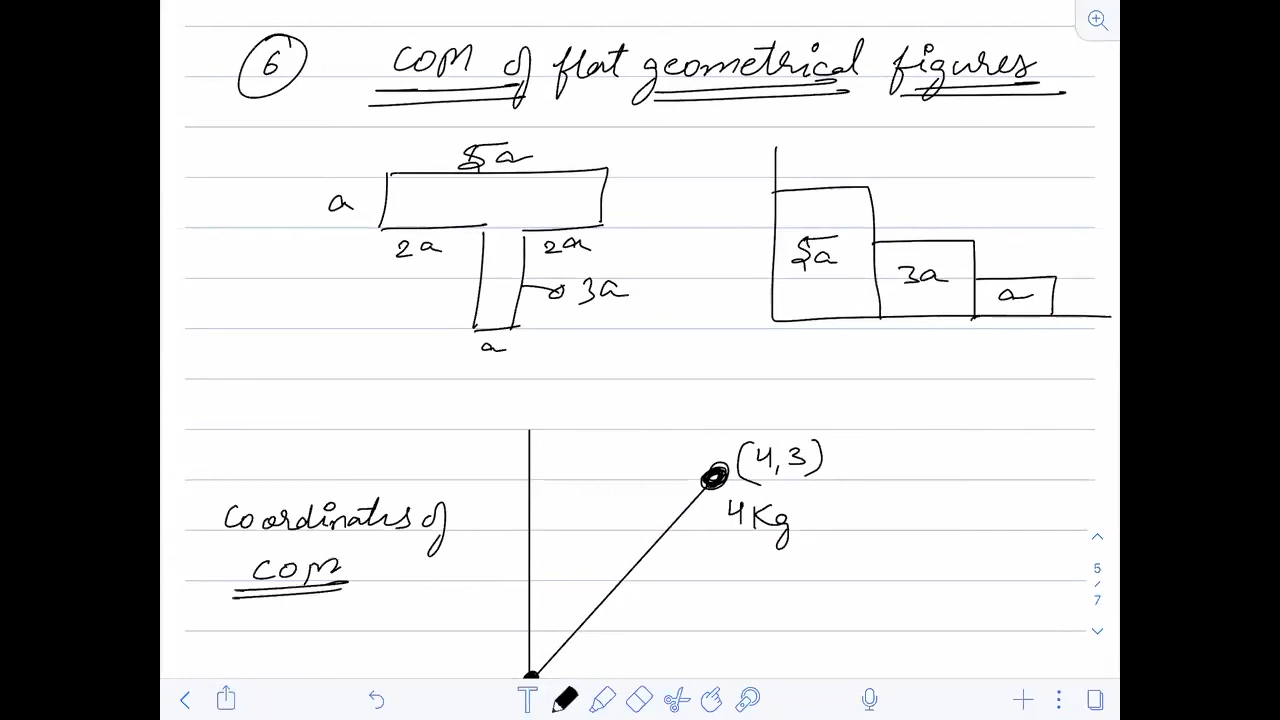 6 COM of flat geometrical figures
5a
a
2a 2a
3a
a
5a
3a
a
(4,3)
4Kg
Coordinates of
COM
5
/
7
T